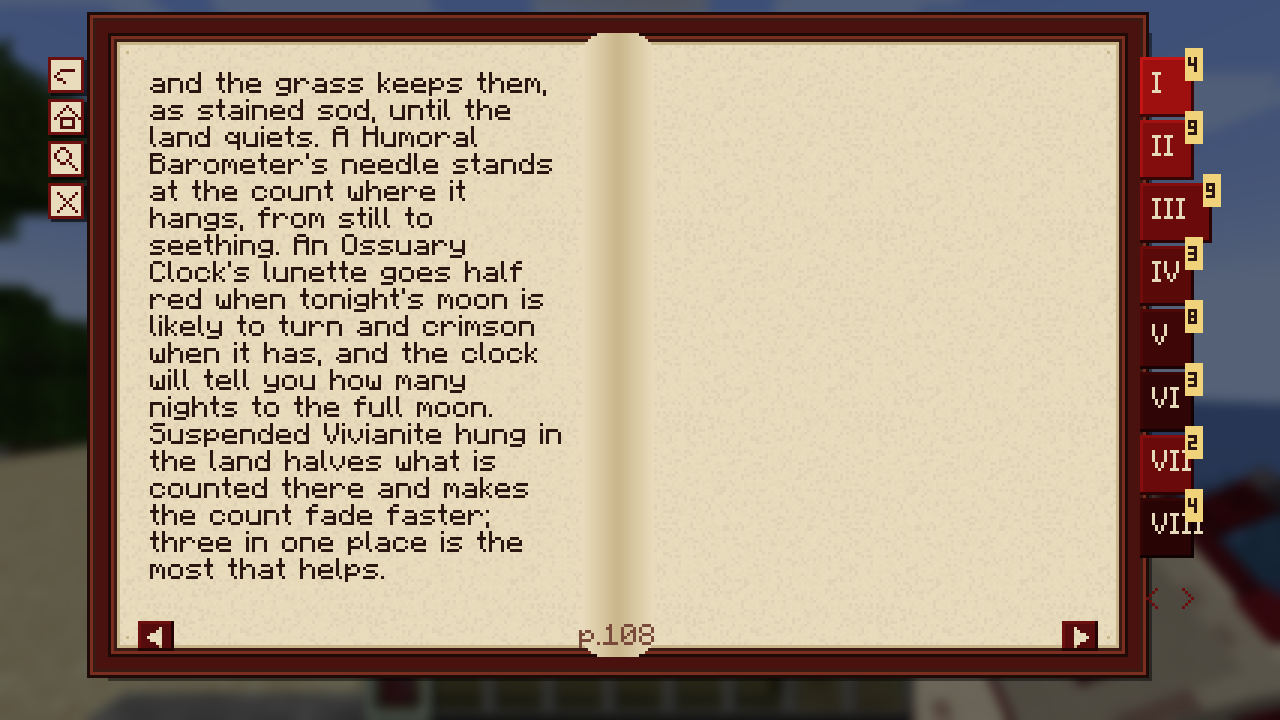 and the grass keeps them,
as stained sod, until the
land quiets. A Humoral
Barometer's needle stands
at the count where it
hangs, from still to
seething. An Ossuary
Clock's lunette goes half
red when tonight's moon is
likely to turn and crimson
when it has, and the clock
will tell you how many
nights to the full moon.
Suspended Vivianite hung in
the land halves what is
counted there and makes
the count fade faster;
three in one place is the
most that helps.
p.108
I 4
II 9
III 9
IV 3
V 8
VI 3
VII 2
VIII 4